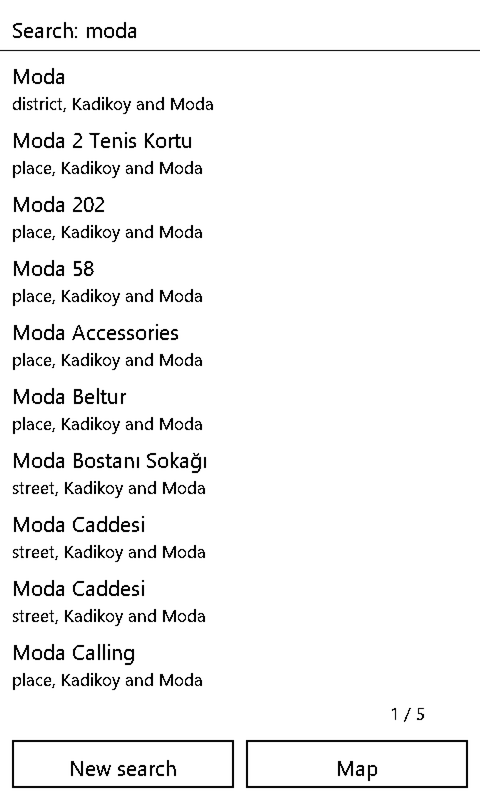 Search: moda
Moda
district, Kadikoy and Moda
Moda 2 Tenis Kortu
place, Kadikoy and Moda
Moda 202
place, Kadikoy and Moda
Moda 58
place, Kadikoy and Moda
Moda Accessories
place, Kadikoy and Moda
Moda Beltur
place, Kadikoy and Moda
Moda Bostanı Sokağı
street, Kadikoy and Moda
Moda Caddesi
street, Kadikoy and Moda
Moda Caddesi
street, Kadikoy and Moda
Moda Calling
place, Kadikoy and Moda
1 / 5
New search
Map